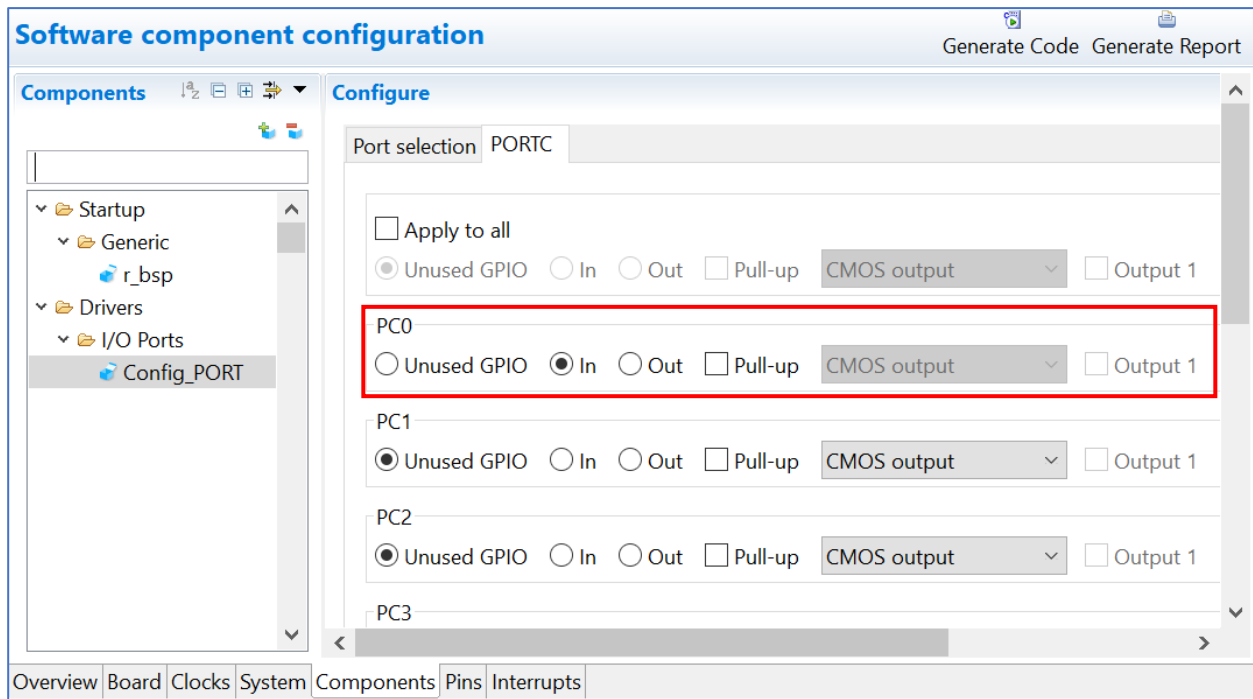 Software component configuration
Generate Code Generate Report
Components
Configure
Port selection PORTC
Startup
Generic
r_bsp
Drivers
I/O Ports
Config_PORT
Apply to all
Unused GPIO In Out Pull-up CMOS output Output 1
PC0
Unused GPIO In Out Pull-up CMOS output Output 1
PC1
Unused GPIO In Out Pull-up CMOS output Output 1
PC2
Unused GPIO In Out Pull-up CMOS output Output 1
PC3
Overview Board Clocks System Components Pins Interrupts